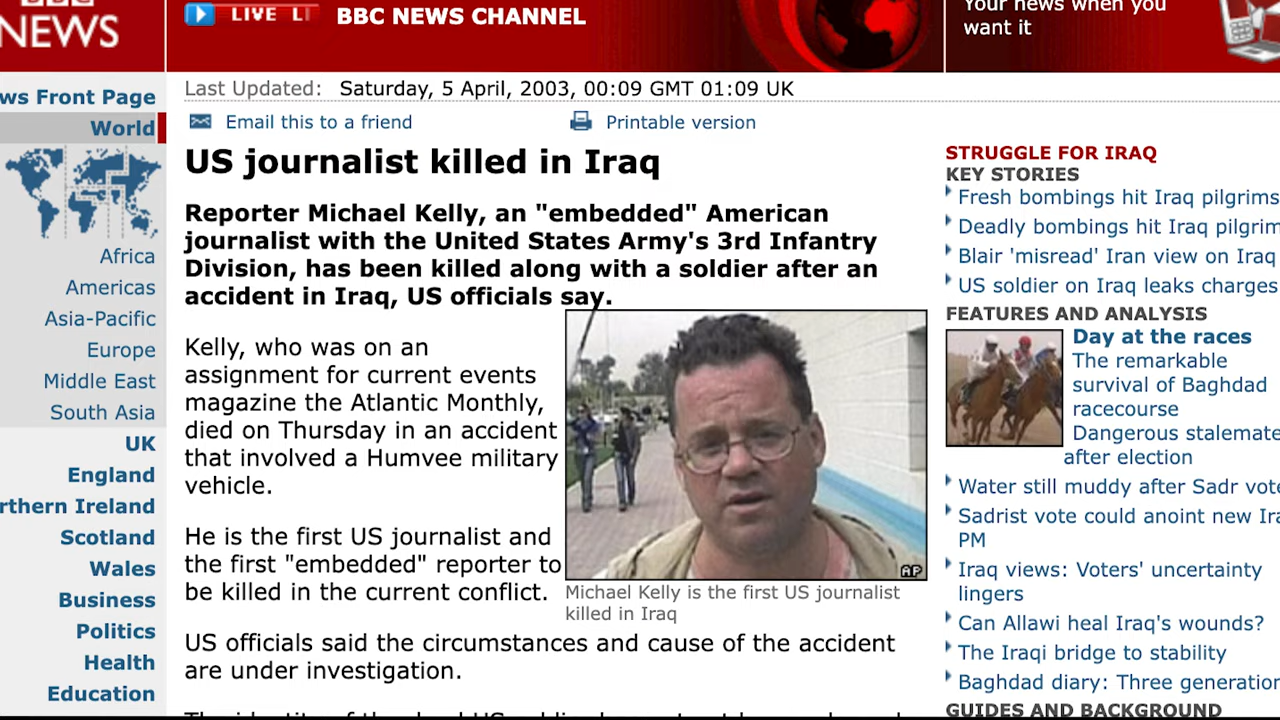 BBC
NEWS
LIVE
BBC NEWS CHANNEL
Your news when you
want it
Last Updated: Saturday, 5 April, 2003, 00:09 GMT 01:09 UK
Email this to a friend
Printable version
ws Front Page
World
Africa
Americas
Asia-Pacific
Europe
Middle East
South Asia
UK
England
rthern Ireland
Scotland
Wales
Business
Politics
Health
Education
US journalist killed in Iraq
Reporter Michael Kelly, an "embedded" American
journalist with the United States Army's 3rd Infantry
Division, has been killed along with a soldier after an
accident in Iraq, US officials say.
Kelly, who was on an
assignment for current events
magazine the Atlantic Monthly,
died on Thursday in an accident
that involved a Humvee military
vehicle.
He is the first US journalist and
the first "embedded" reporter to
be killed in the current conflict.
AP
Michael Kelly is the first US journalist
killed in Iraq
US officials said the circumstances and cause of the accident
are under investigation.
STRUGGLE FOR IRAQ
KEY STORIES
Fresh bombings hit Iraq pilgrims
Deadly bombings hit Iraq pilgrim
Blair 'misread' Iran view on Iraq
US soldier on Iraq leaks charges
FEATURES AND ANALYSIS
Day at the races
The remarkable
survival of Baghdad
racecourse
Dangerous stalemate
after election
Water still muddy after Sadr vote
Sadrist vote could anoint new Ira
PM
Iraq views: Voters' uncertainty
lingers
Can Allawi heal Iraq's wounds?
The Iraqi bridge to stability
Baghdad diary: Three generation
GUIDES AND BACKGROUND